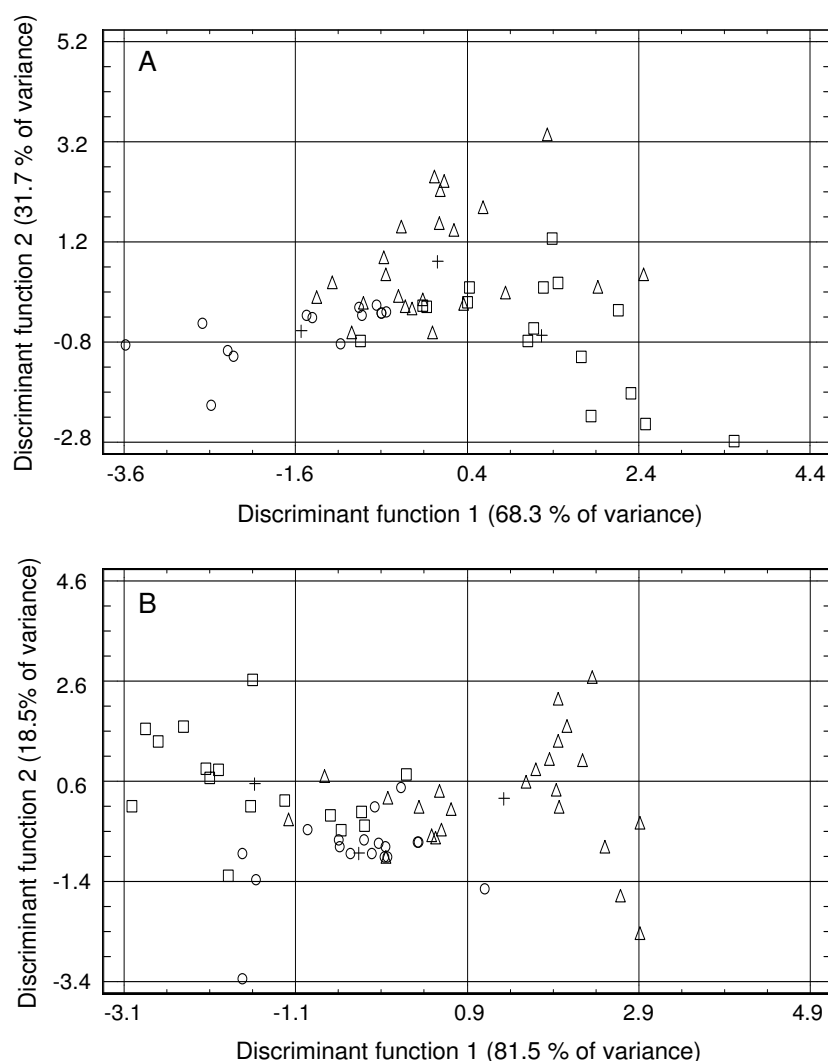 A
5.2
3.2
1.2
-0.8
-2.8
Discriminant function 2 (31.7 % of variance)
-3.6 -1.6 0.4 2.4 4.4
Discriminant function 1 (68.3 % of variance)
B
4.6
2.6
0.6
-1.4
-3.4
Discriminant function 2 (18.5% of variance)
-3.1 -1.1 0.9 2.9 4.9
Discriminant function 1 (81.5 % of variance)